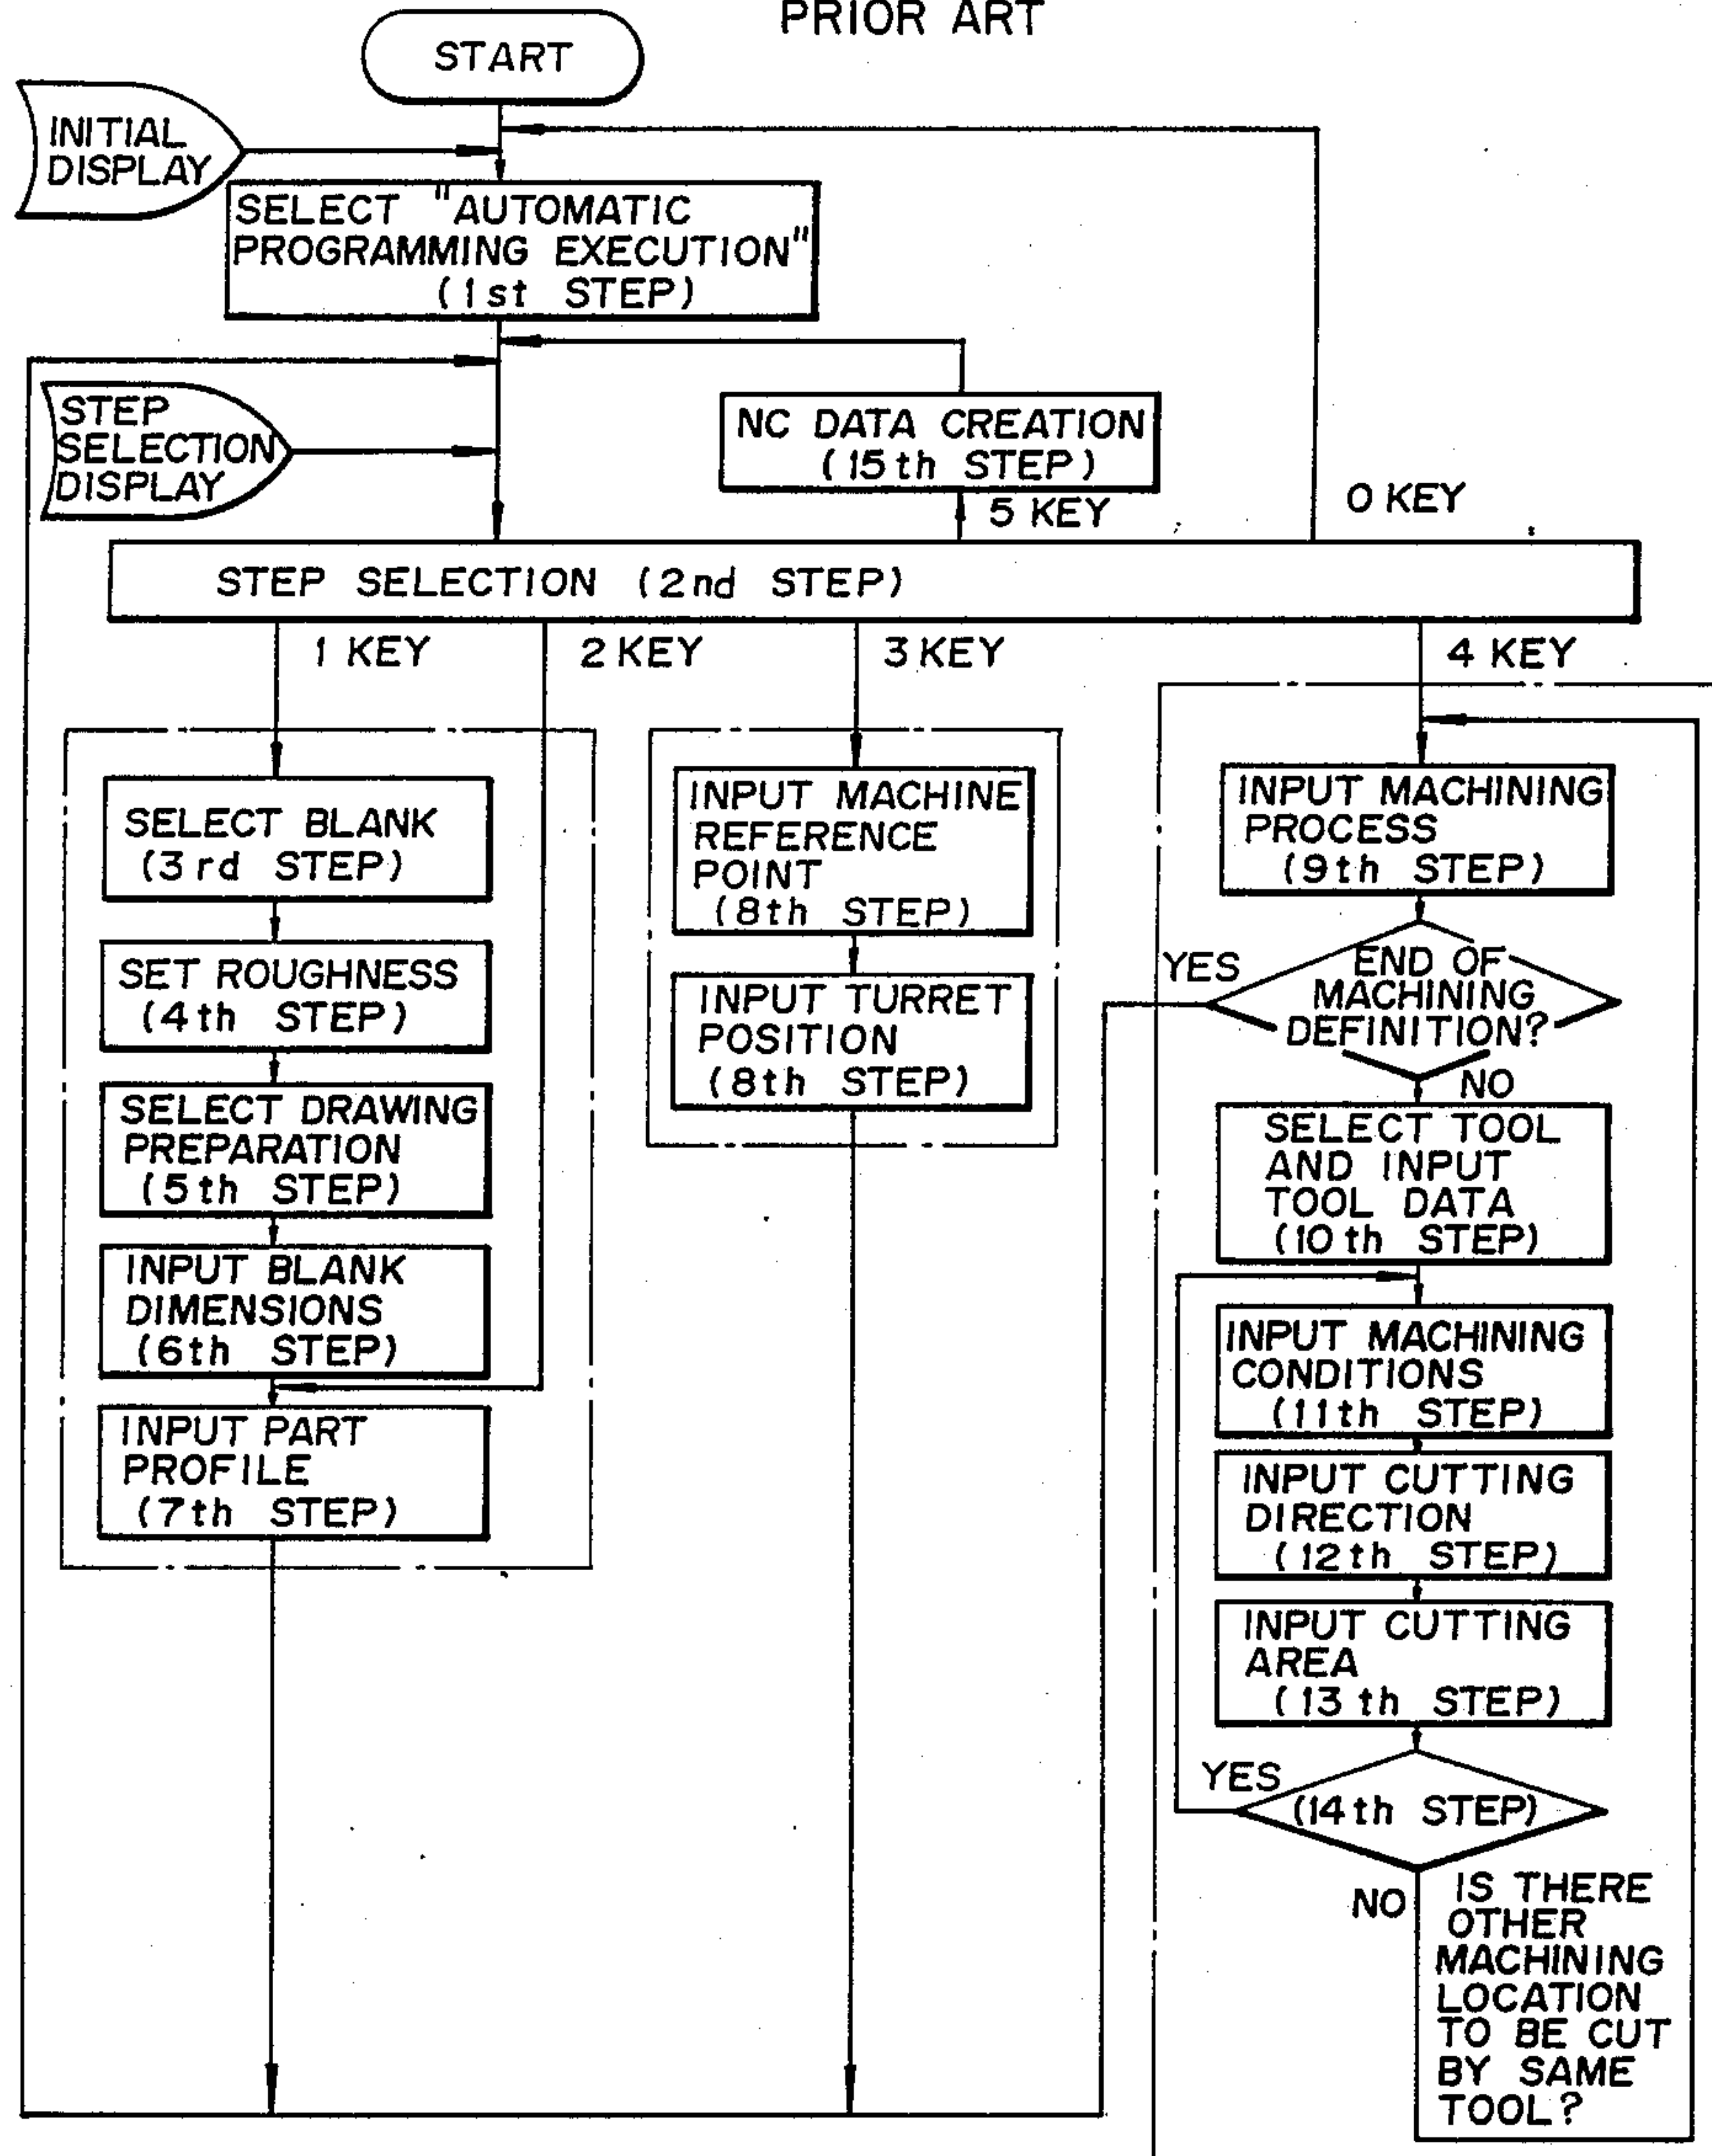 PRIOR ART
START
INITIAL
DISPLAY
SELECT "AUTOMATIC
PROGRAMMING EXECUTION"
(1st STEP)
STEP
SELECTION
DISPLAY
NC DATA CREATION
(15th STEP)
5 KEY
0 KEY
STEP SELECTION (2nd STEP)
1 KEY
2 KEY
3 KEY
4 KEY
SELECT BLANK
(3rd STEP)
SET ROUGHNESS
(4th STEP)
SELECT DRAWING
PREPARATION
(5th STEP)
INPUT BLANK
DIMENSIONS
(6th STEP)
INPUT PART
PROFILE
(7th STEP)
INPUT MACHINE
REFERENCE
POINT
(8th STEP)
INPUT TURRET
POSITION
(8th STEP)
INPUT MACHINING
PROCESS
(9th STEP)
YES
END OF
MACHINING
DEFINITION?
NO
SELECT TOOL
AND INPUT
TOOL DATA
(10th STEP)
INPUT MACHINING
CONDITIONS
(11th STEP)
INPUT CUTTING
DIRECTION
(12th STEP)
INPUT CUTTING
AREA
(13th STEP)
YES
(14th STEP)
NO
IS THERE
OTHER
MACHINING
LOCATION
TO BE CUT
BY SAME
TOOL?